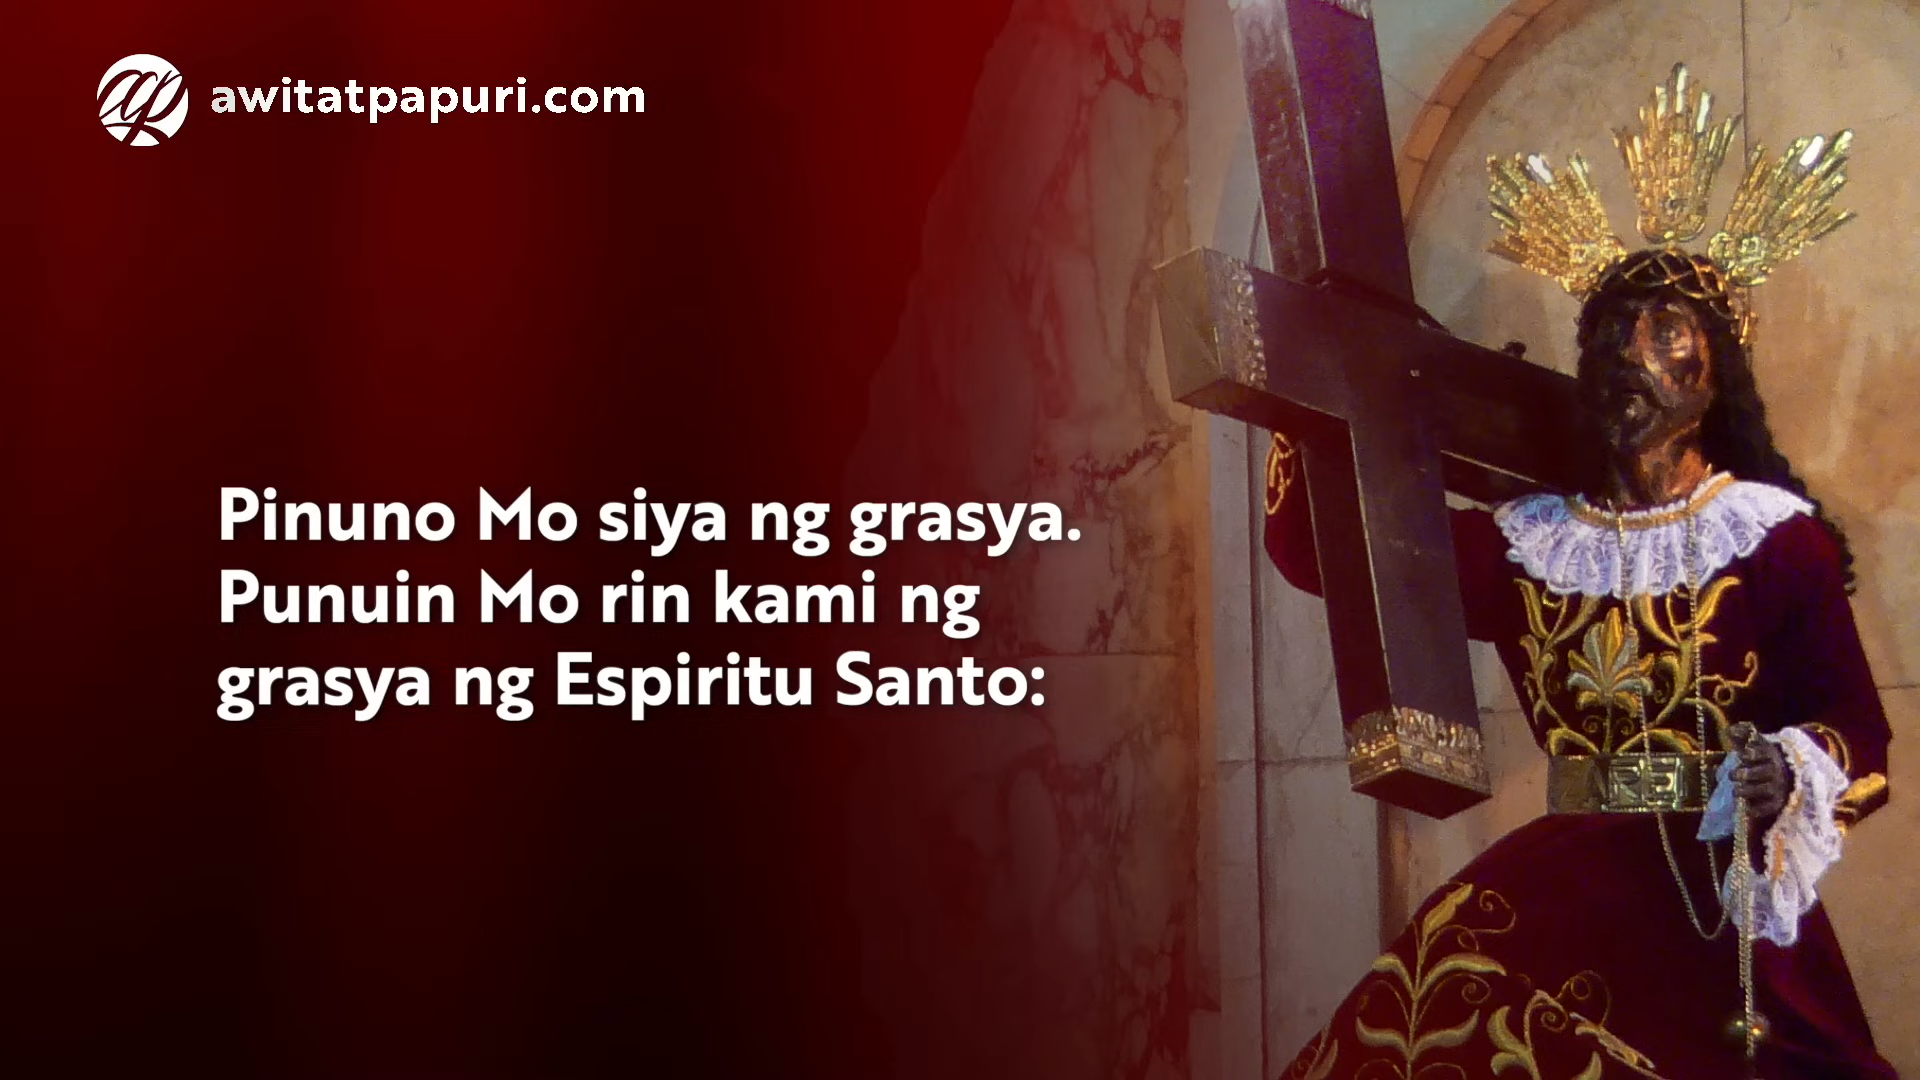 awitatpapuri.com
Pinuno Mo siya ng grasya.
Punuin Mo rin kami ng
grasya ng Espiritu Santo: